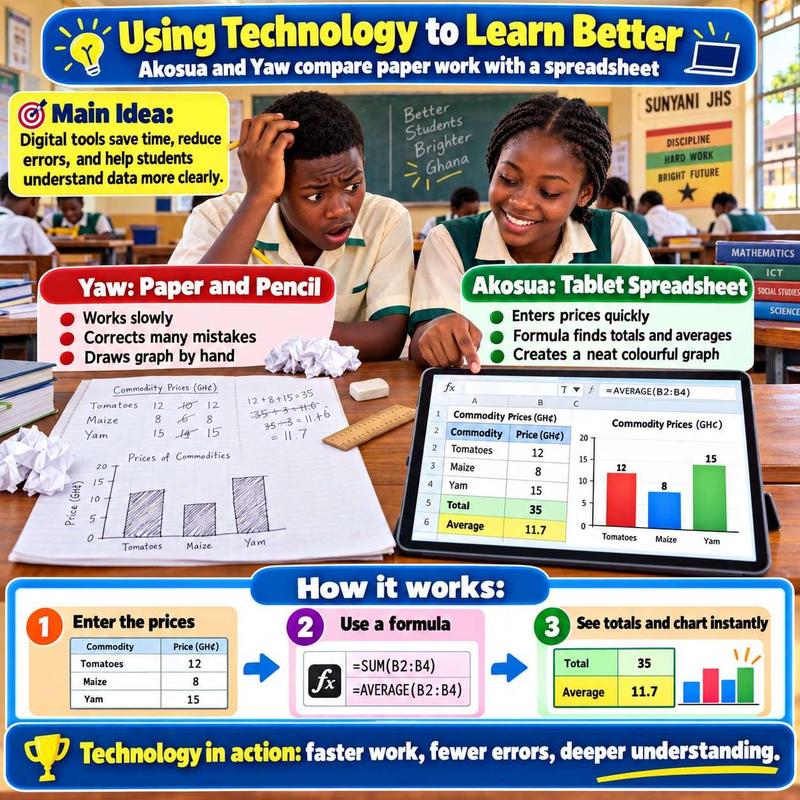 Using Technology to Learn Better
Akosua and Yaw compare paper work with a spreadsheet
Main Idea:
Digital tools save time, reduce
errors, and help students
understand data more clearly.
Better
Students
Brighter
Ghana
SUNYANI JHS
DISCIPLINE
HARD WORK
BRIGHT FUTURE
MATHEMATICS
ICT
SOCIAL STUDIES
SCIENCE
Yaw: Paper and Pencil
Works slowly
Corrects many mistakes
Draws graph by hand
Akosua: Tablet Spreadsheet
Enters prices quickly
Formula finds totals and averages
Creates a neat colourful graph
Commodity Prices (GH¢)
Tomatoes 12 10 12
Maize 8 6 8
Yam 15 14 15
12+8+15=35
35÷3=11.6
35÷3=11.+6
=11.7
Prices of Commodities
Price (GH¢)
20
15
10
5
0
Tomatoes Maize Yam
fx T ▼ f =AVERAGE(B2:B4)
A B C
1 Commodity Prices (GH¢)
2 Commodity Price (GH¢)
2 Tomatoes 12
3 Maize 8
4 Yam 15
5 Total 35
6 Average 11.7
Commodity Prices (GH¢)
20
15
10
5
0
12 8 15
Tomatoes Maize Yam
How it works:
1 Enter the prices
Commodity Price (GH¢)
Tomatoes 12
Maize 8
Yam 15
2 Use a formula
fx
=SUM(B2:B4)
=AVERAGE(B2:B4)
3 See totals and chart instantly
Total 35
Average 11.7
Technology in action: faster work, fewer errors, deeper understanding.